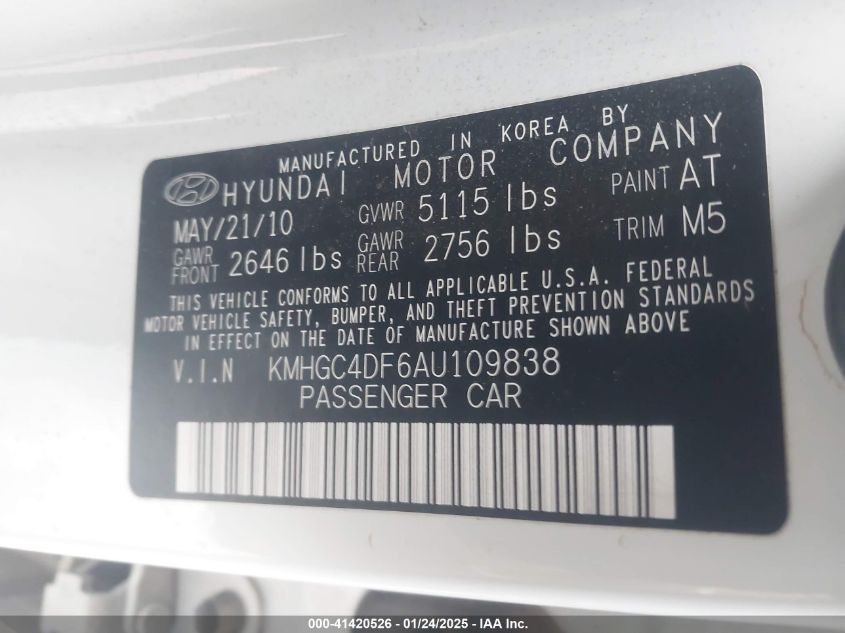 MANUFACTURED IN KOREA BY
HYUNDAI MOTOR COMPANY
MAY/21/10 GVWR 5115 lbs PAINT AT
GAWR FRONT 2646 lbs GAWR REAR 2756 lbs TRIM M5
THIS VEHICLE CONFORMS TO ALL APPLICABLE U.S.A. FEDERAL
MOTOR VEHICLE SAFETY, BUMPER, AND THEFT PREVENTION STANDARDS
IN EFFECT ON THE DATE OF MANUFACTURE SHOWN ABOVE
V.I.N KMHGC4DF6AU109838
PASSENGER CAR
000-41420526 - 01/24/2025 - IAA Inc.